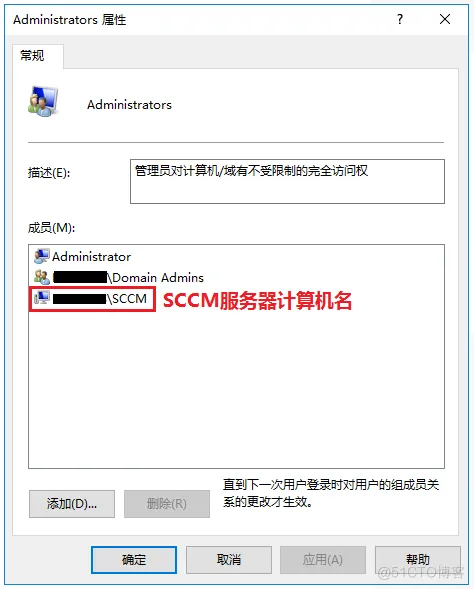 Administrators 属性
常规
Administrators
描述(E):
管理员对计算机/域有不受限制的完全访问权
成员(M):
Administrator
\Domain Admins
\SCCM SCCM服务器计算机名
添加(D)...
删除(R)
直到下一次用户登录时对用户的组成员关
系的更改才生效。
确定
取消
应用(A)
帮助
@51CTO博客